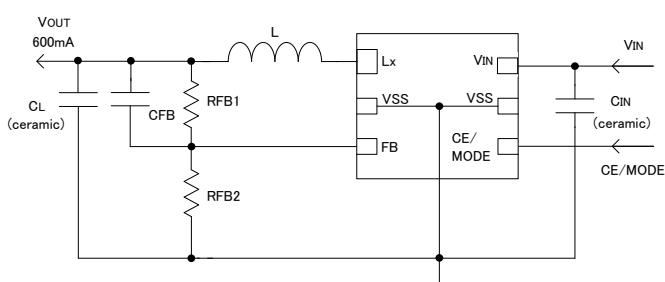 VOUT
600mA
L
Lx
VIN
VIN
CL
(ceramic)
CFB
RFB1
VSS
VSS
CIN
(ceramic)
FB
CE/
MODE
CE/MODE
RFB2